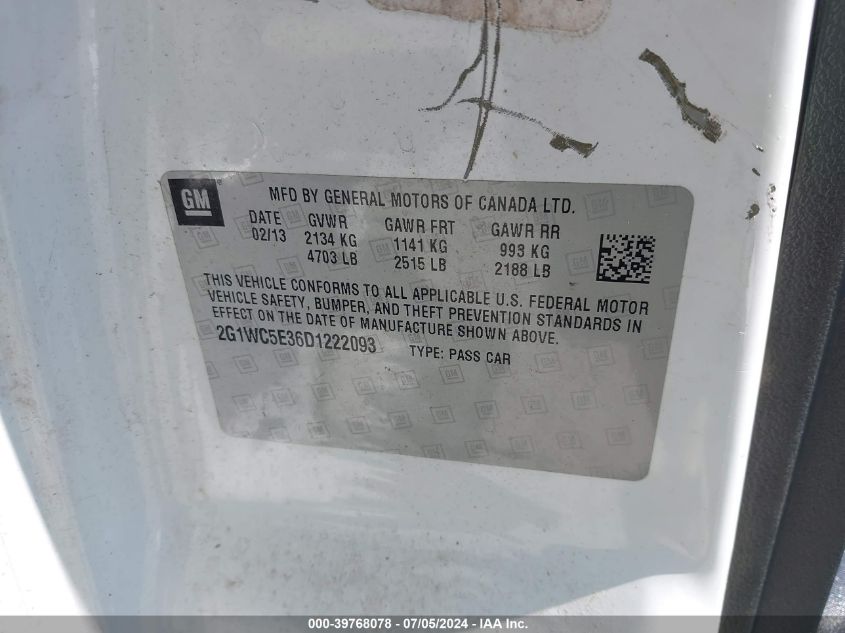 GM
MFD BY GENERAL MOTORS OF CANADA LTD.
DATE GVWR GAWR FRT GAWR RR
02/13 2134 KG 1141 KG 993 KG
4703 LB 2515 LB 2188 LB
THIS VEHICLE CONFORMS TO ALL APPLICABLE U.S. FEDERAL MOTOR
VEHICLE SAFETY, BUMPER, AND THEFT PREVENTION STANDARDS IN
EFFECT ON THE DATE OF MANUFACTURE SHOWN ABOVE.
2G1WC5E36D1222093 TYPE: PASS CAR
000-39768078 - 07/05/2024 - IAA Inc.